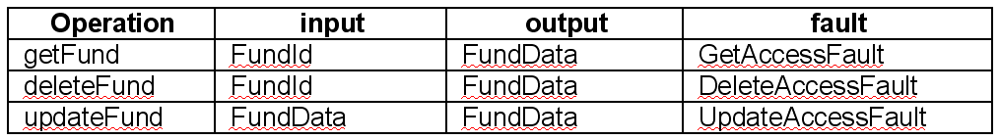 Operation input output fault
getFund FundId FundData GetAccessFault
deleteFund FundId FundData DeleteAccessFault
updateFund FundData FundData UpdateAccessFault